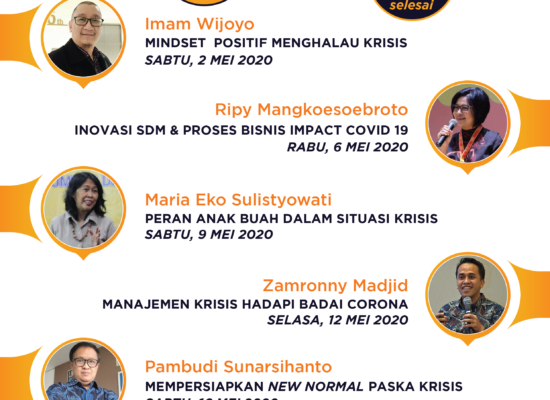 selesai
Imam Wijoyo
MINDSET POSITIF MENGHALAU KRISIS
SABTU, 2 MEI 2020
Ripy Mangkoesoebroto
INOVASI SDM & PROSES BISNIS IMPACT COVID 19
RABU, 6 MEI 2020
Maria Eko Sulistyowati
PERAN ANAK BUAH DALAM SITUASI KRISIS
SABTU, 9 MEI 2020
Zamronny Madjid
MANAJEMEN KRISIS HADAPI BADAI CORONA
SELASA, 12 MEI 2020
Pambudi Sunarsihanto
MEMPERSIAPKAN NEW NORMAL PASKA KRISIS